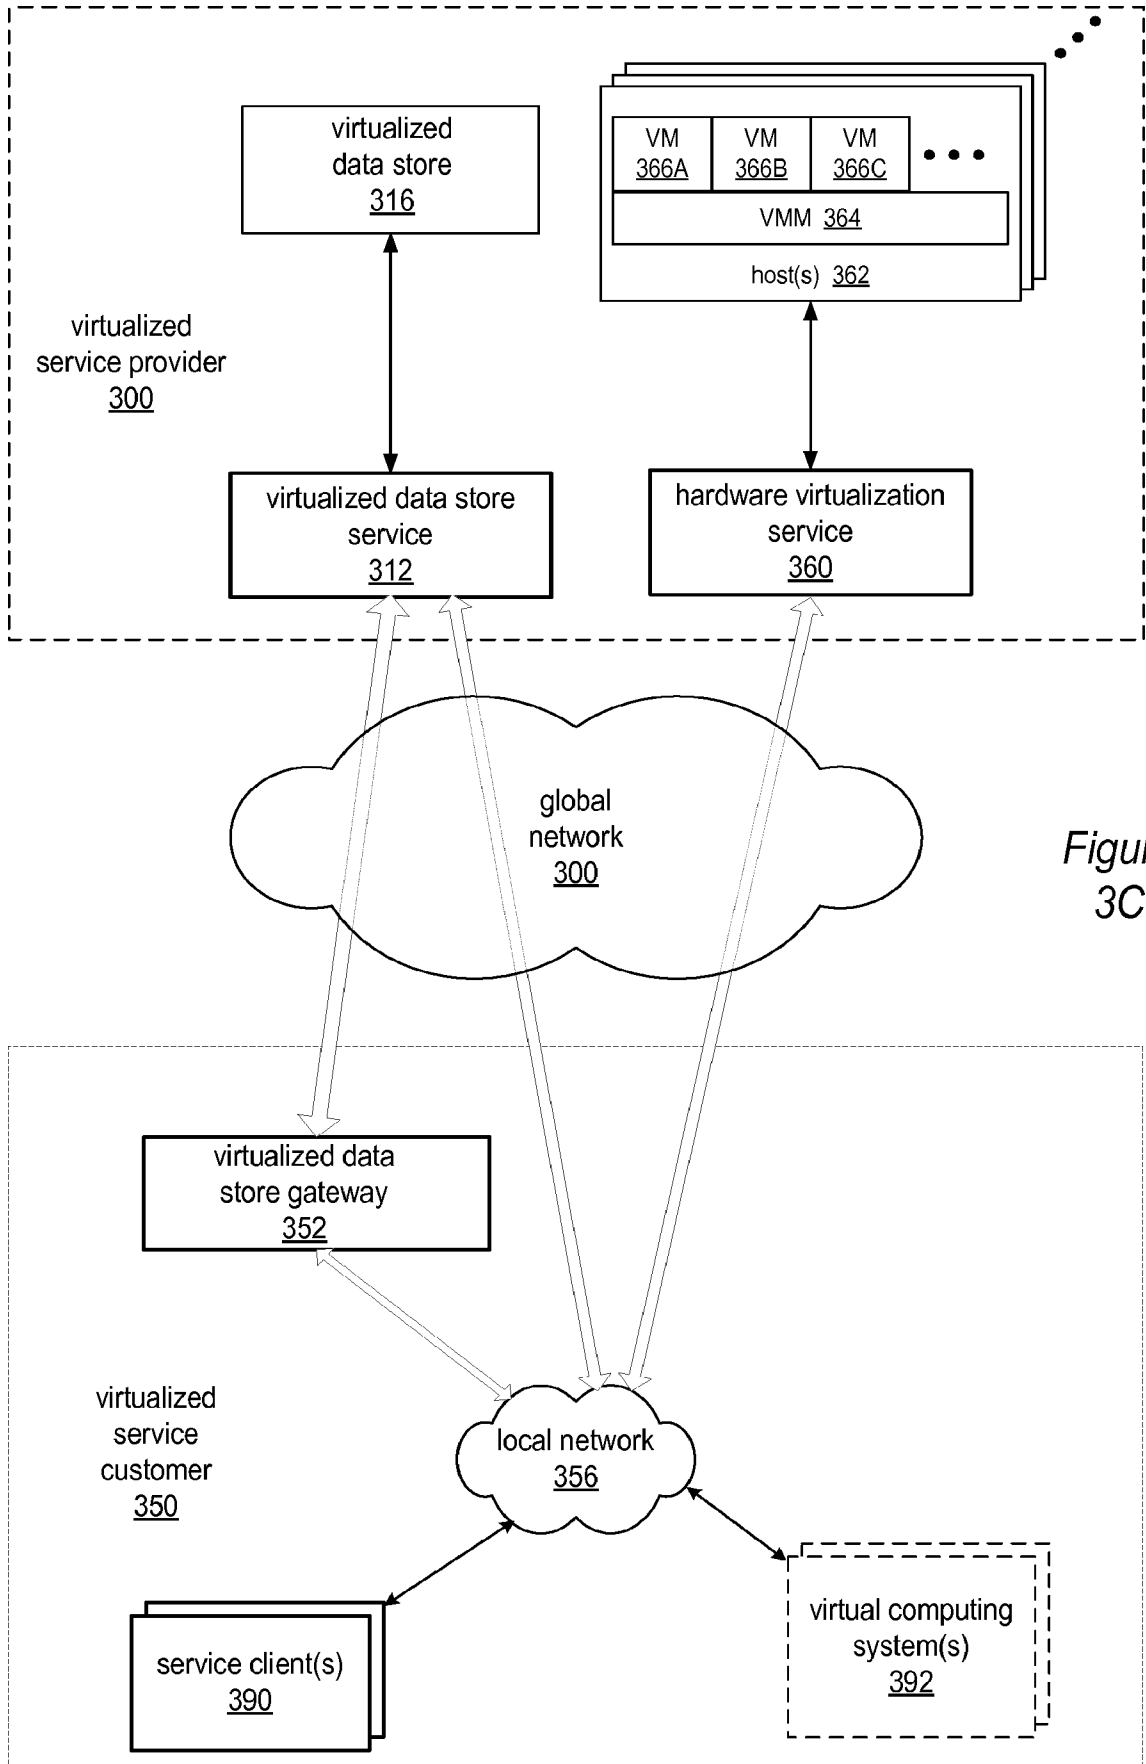 virtualized
data store
316
VM
366A
VM
366B
VM
366C
VMM 364
host(s) 362
virtualized
service provider
300
virtualized data store
service
312
hardware virtualization
service
360
global
network
300
Figur
3C
virtualized data
store gateway
352
virtualized
service
customer
350
local network
356
service client(s)
390
virtual computing
system(s)
392